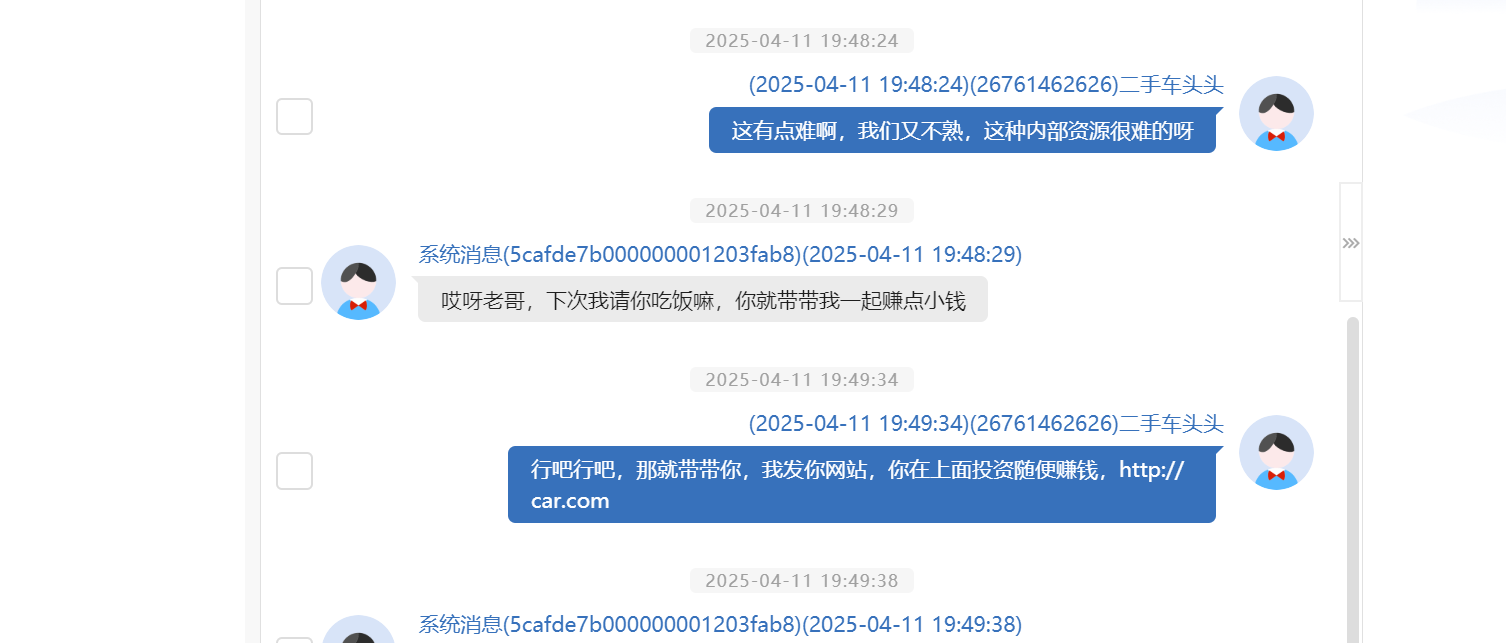 2025-04-11 19:48:24
(2025-04-11 19:48:24)(26761462626)二手车头头
这有点难啊，我们又不熟，这种内部资源很难的呀
2025-04-11 19:48:29
系统消息(5cafde7b000000001203fab8)(2025-04-11 19:48:29)
哎呀老哥，下次我请你吃饭嘛，你就带带我一起赚点小钱
2025-04-11 19:49:34
(2025-04-11 19:49:34)(26761462626)二手车头头
行吧行吧，那就带带你，我发你网站，你在上面投资随便赚钱，http://
car.com
2025-04-11 19:49:38
系统消息(5cafde7b000000001203fab8)(2025-04-11 19:49:38)